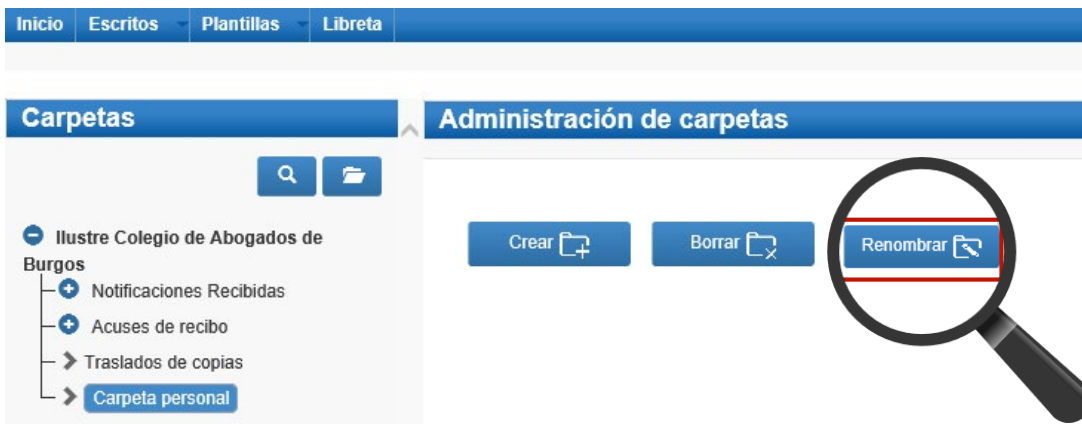 Inicio Escritos Plantillas Libreta
Carpetas
Administración de carpetas
Crear Borrar Renombrar
Ilustre Colegio de Abogados de
Burgos
Notificaciones Recibidas
Acuses de recibo
Traslados de copias
Carpeta personal